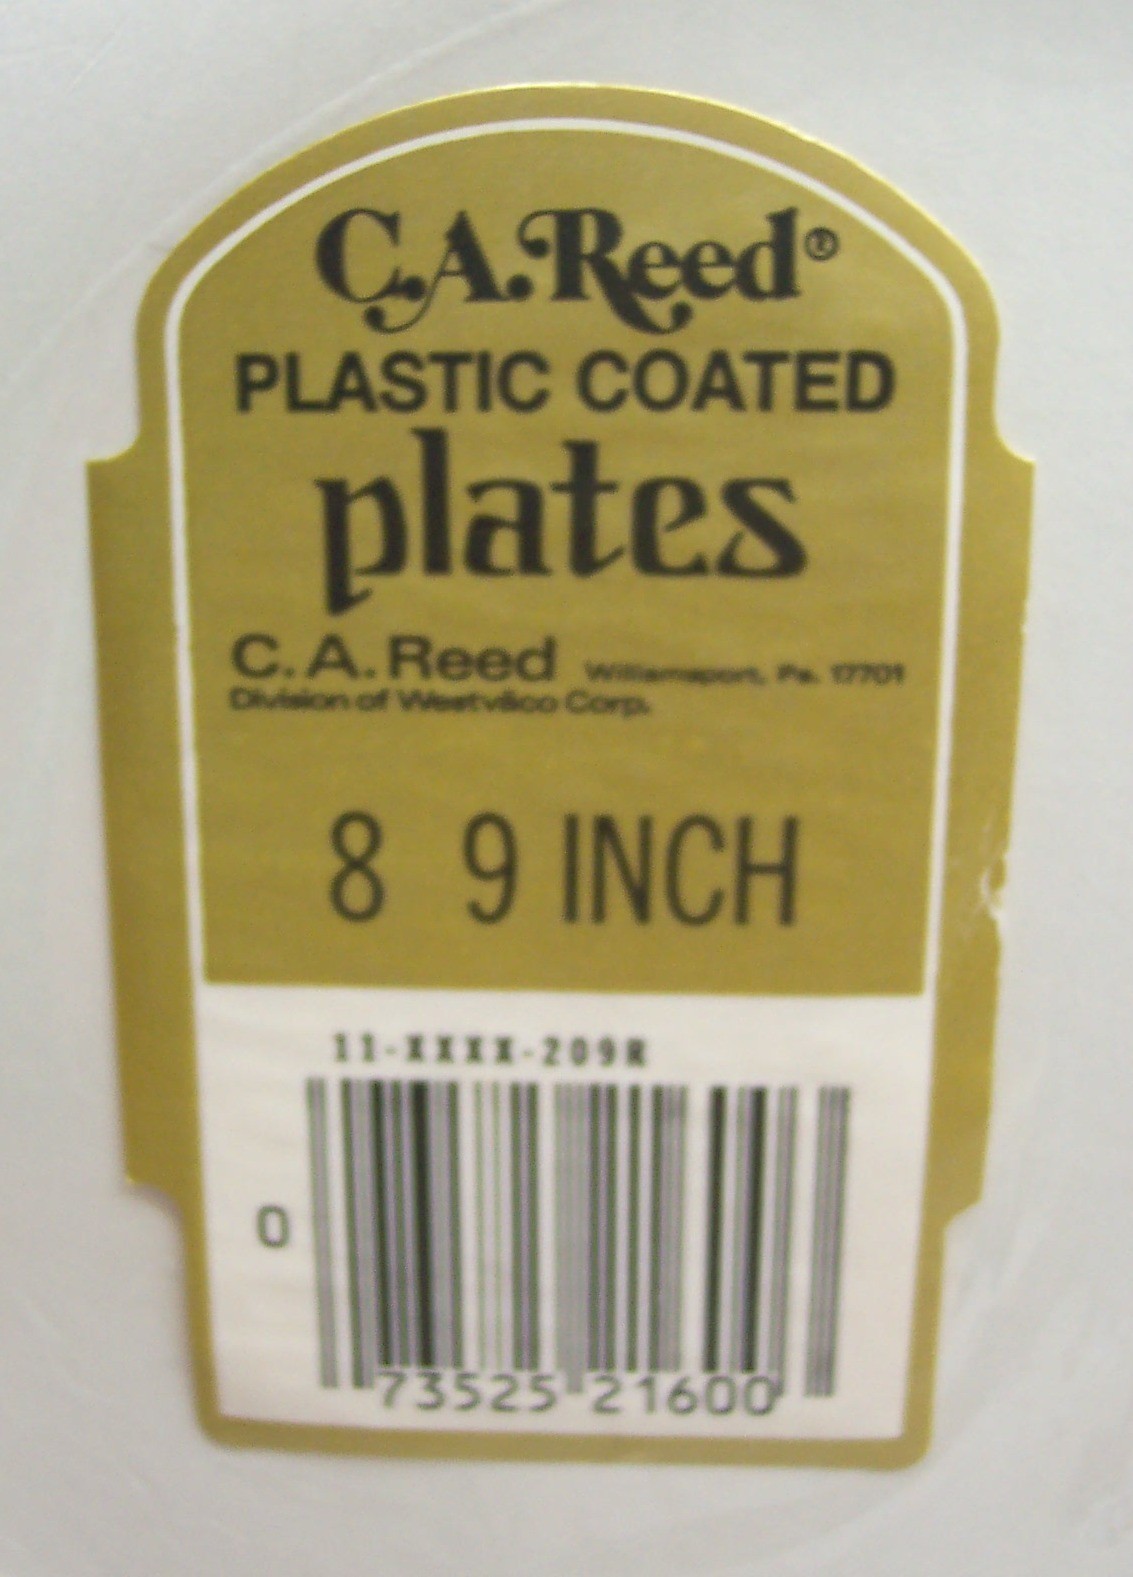 C.A. Reed®
PLASTIC COATED
plates
C. A. Reed Williamsport, Pa. 17701
Division of Westvaco Corp.
8 9 INCH
11-XXXX-209R
0
73525 21600